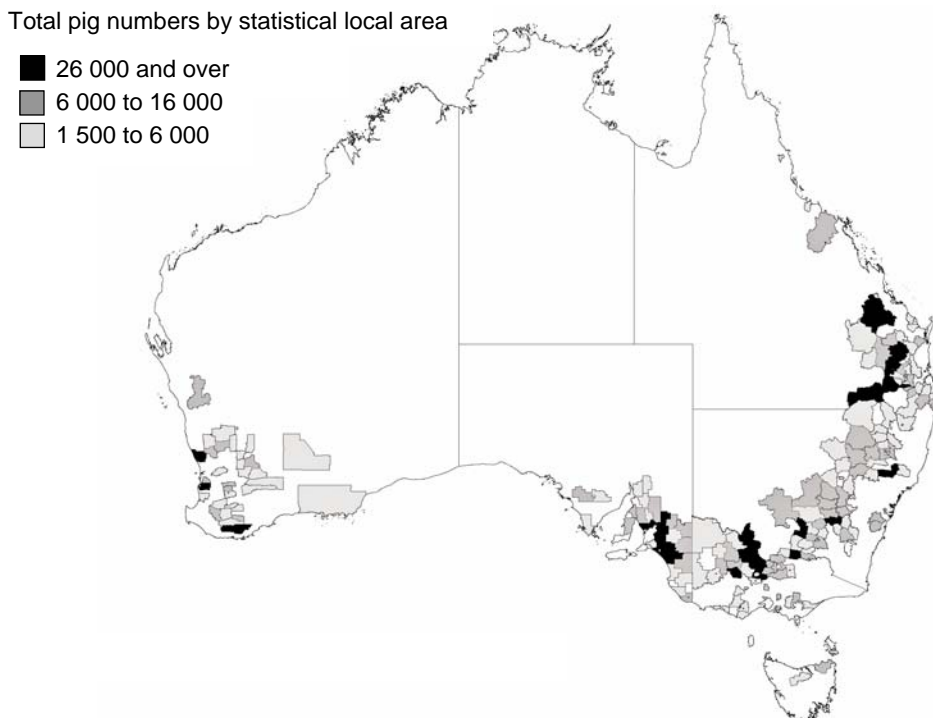 Total pig numbers by statistical local area
26 000 and over
6 000 to 16 000
1 500 to 6 000